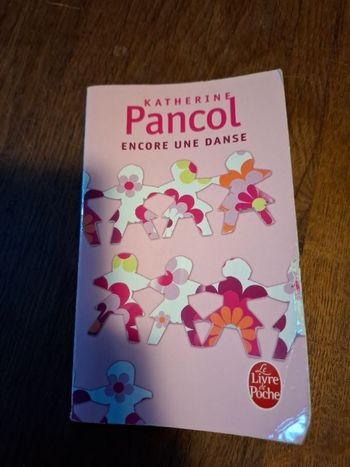 KATHERINE
Pancol
ENCORE UNE DANSE
Le
Livre
de
Poche